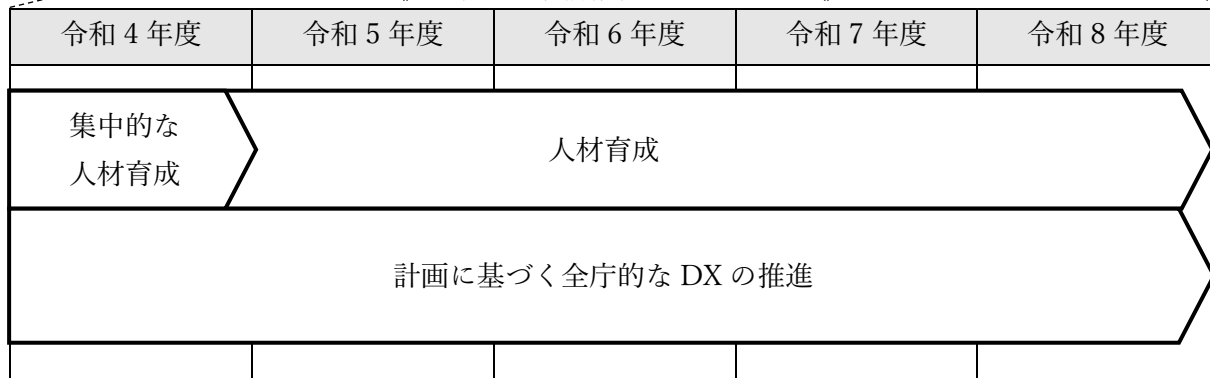 令和４年度 令和５年度 令和６年度 令和７年度 令和８年度
集中的な
人材育成
人材育成
計画に基づく全庁的な DX の推進